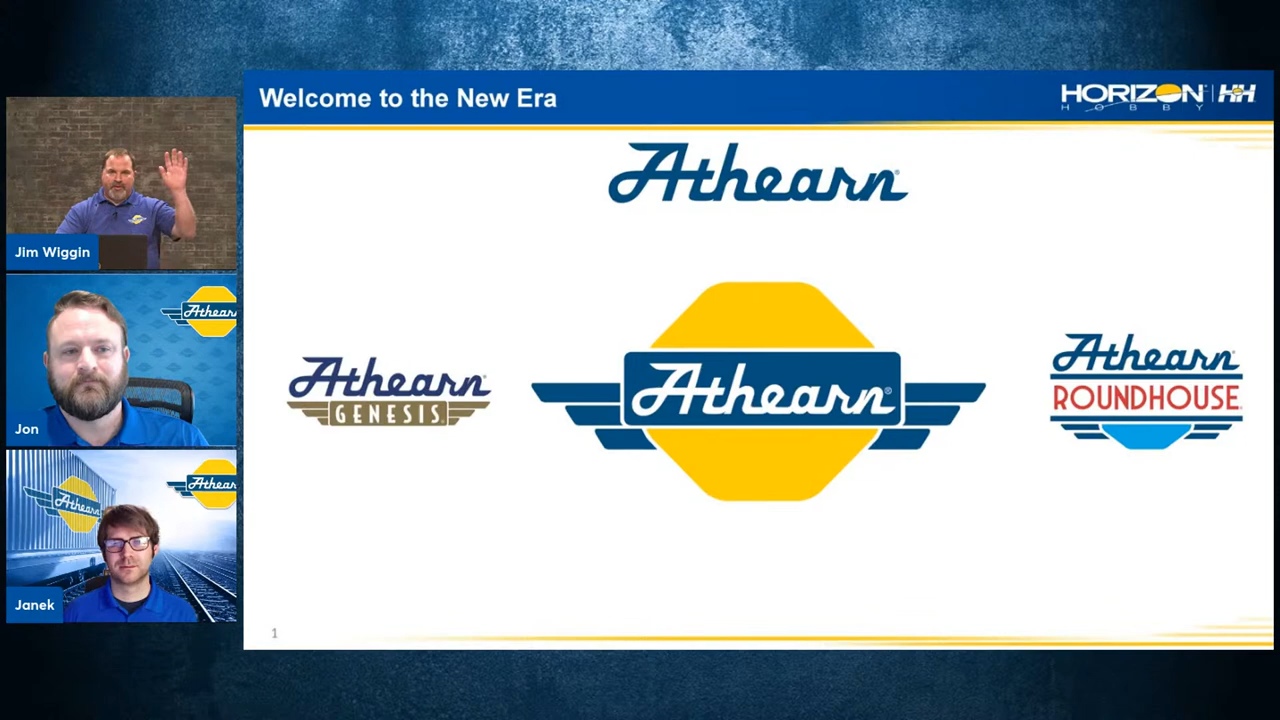 Welcome to the New Era
HORIZON HH
HOBBY
Athearn®
Athearn®
GENESIS®
Athearn®
Athearn®
ROUNDHOUSE®
1
Jim Wiggin
Athearn
Jon
Athearn
Athearn
Janek